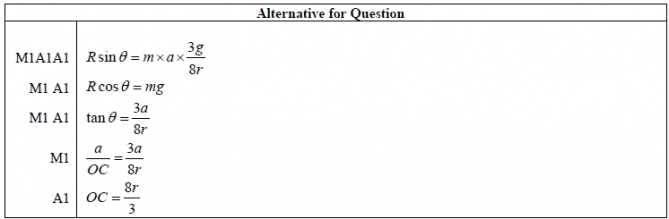 Alternative for Question
M1A1A1 R sin θ = m × a × 3g/8r
M1 A1 R cos θ = mg
M1 A1 tan θ = 3a/8r
M1 a/OC = 3a/8r
A1 OC = 8r/3